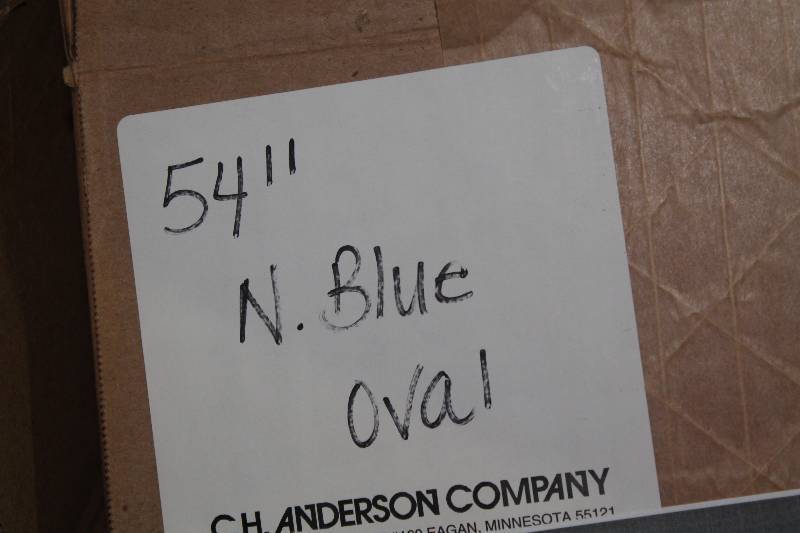 54"
N. Blue
Oval
C.H. ANDERSON COMPANY
EAGAN, MINNESOTA 55121